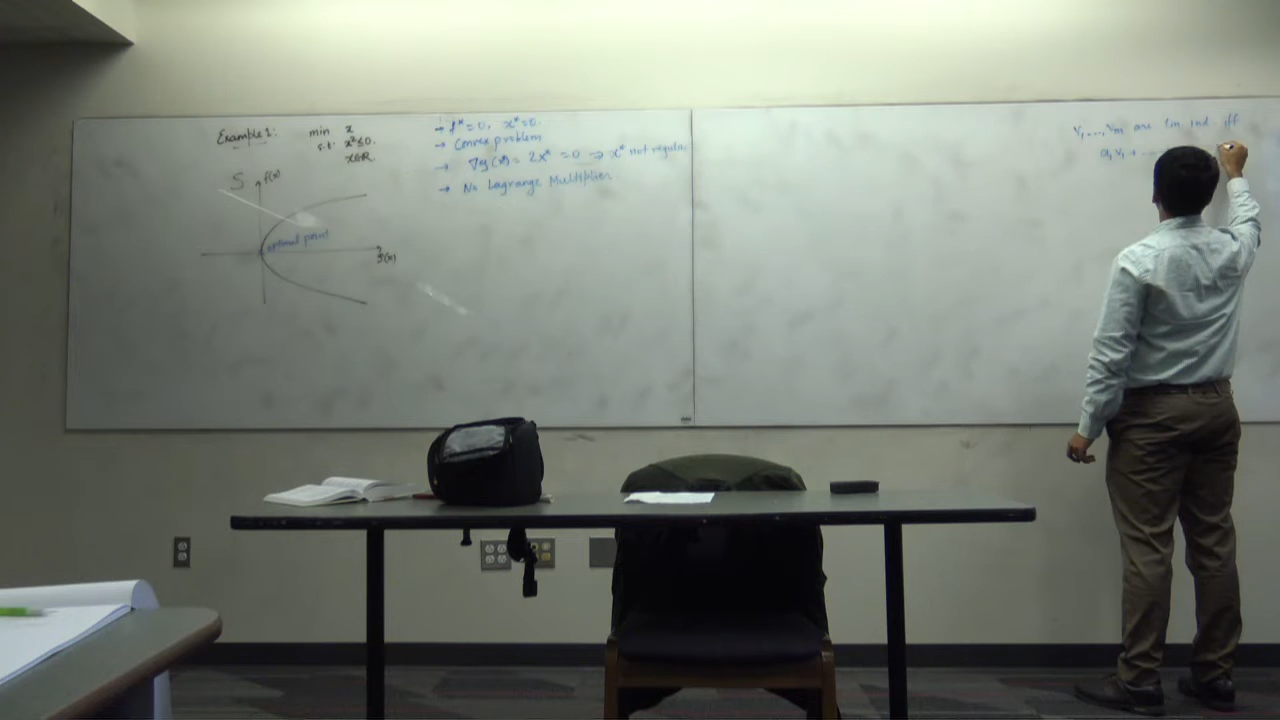 Example 1:
min x
s.t. x² ≤ 0.
x∈R.
→ f* = 0, x* = 0.
→ Convex problem
→ ∇g(x*) = 2x* = 0 ⇒ x* not regular
→ No Lagrange Multiplier
S
f(x)
optimal point
g(x)
v₁,...,vₘ are lin ind iff
a₁v₁ + ...